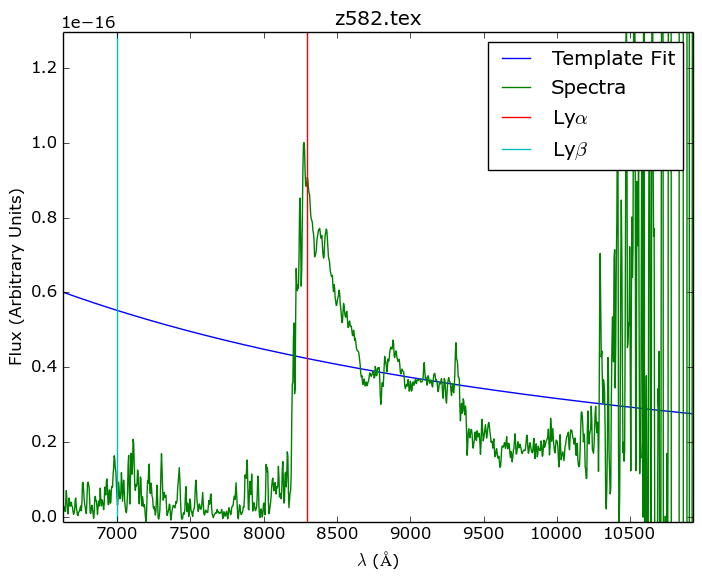 z582.tex
1e−16
Flux (Arbitrary Units)
1.2
1.0
0.8
0.6
0.4
0.2
0.0
7000 7500 8000 8500 9000 9500 10000 10500
λ (Å)
Template Fit
Spectra
Lyα
Lyβ